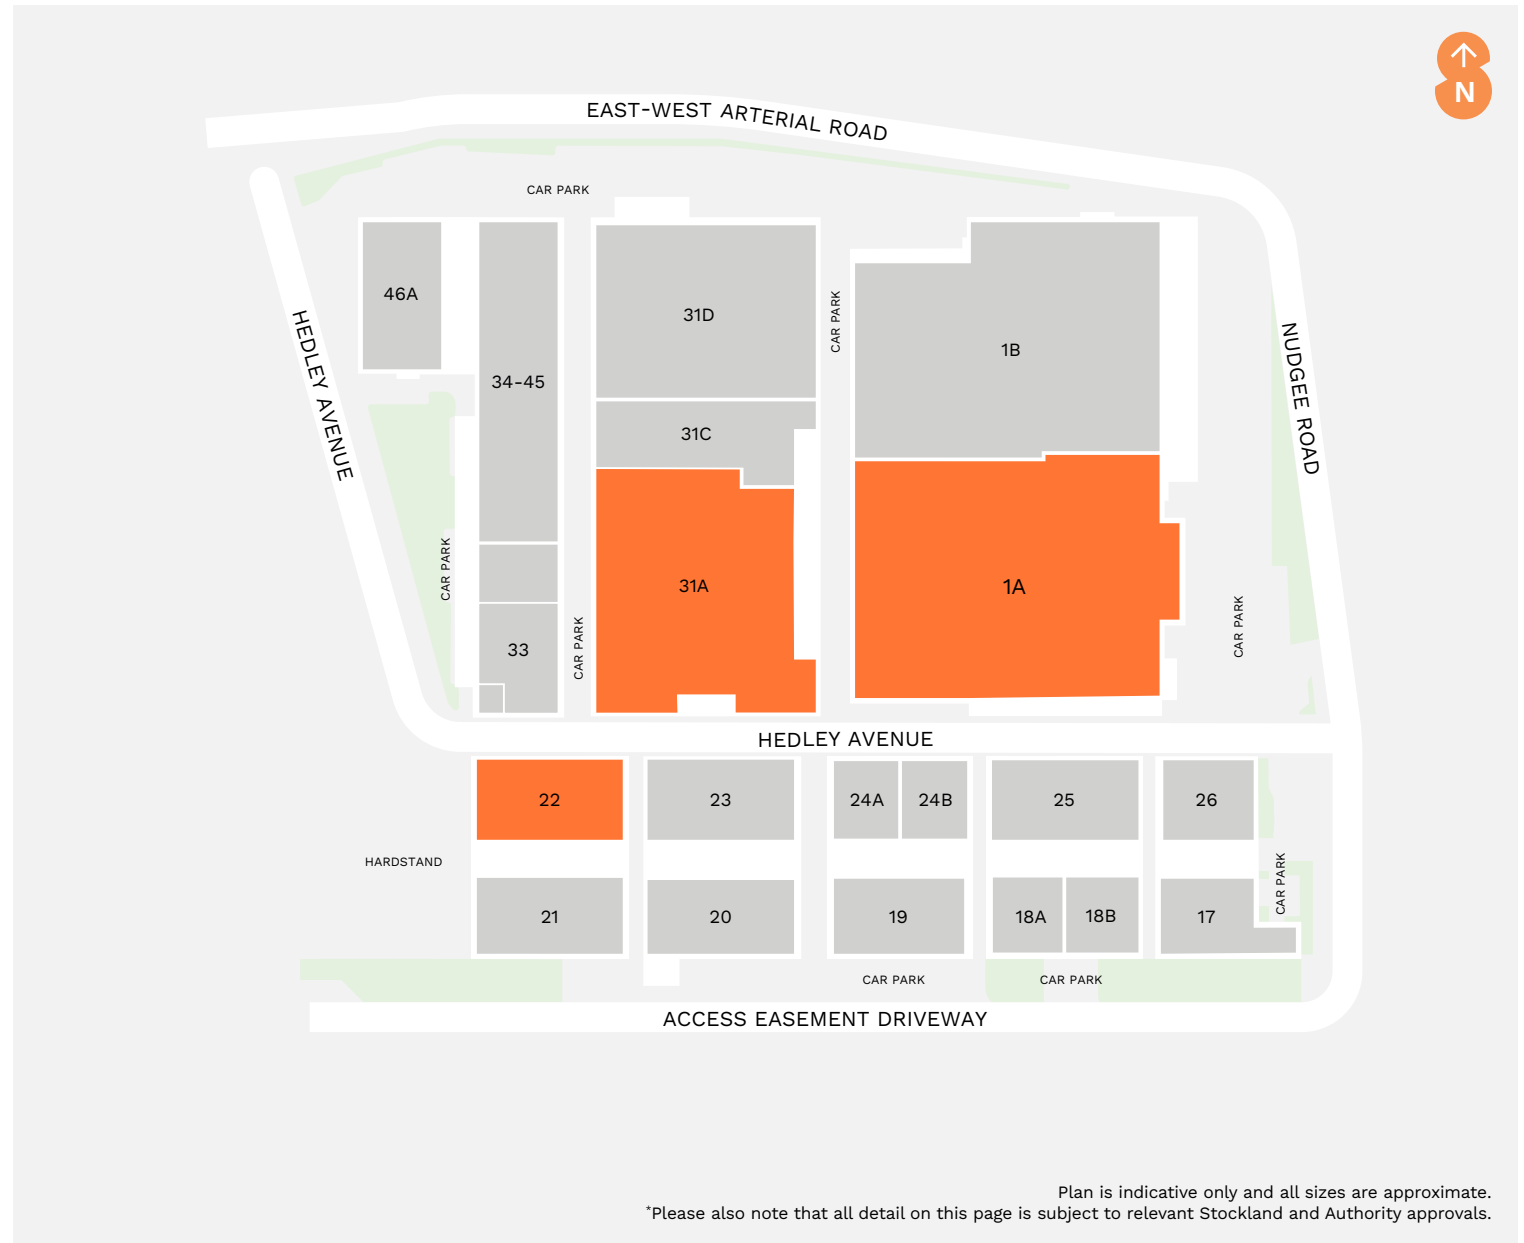 N
EAST-WEST ARTERIAL ROAD
CAR PARK
46A
31D
CAR PARK
1B
HEDLEY AVENUE
NUDGEE ROAD
34-45
31C
CAR PARK
31A
1A
CAR PARK
CAR PARK
33
HEDLEY AVENUE
22
23
24A
24B
25
26
HARDSTAND
CAR PARK
21
20
19
18A
18B
17
CAR PARK
CAR PARK
ACCESS EASEMENT DRIVEWAY
Plan is indicative only and all sizes are approximate.
*Please also note that all detail on this page is subject to relevant Stockland and Authority approvals.